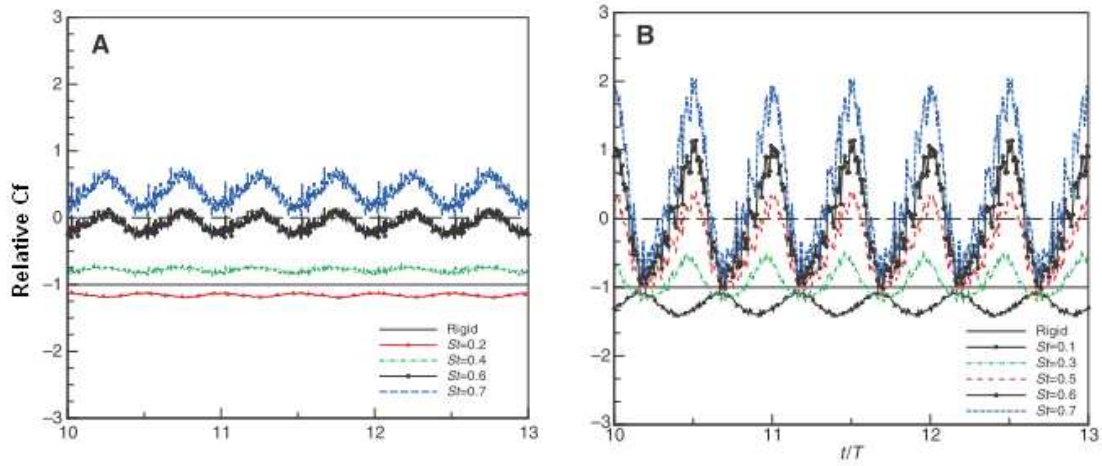 A
Relative Cf
3
2
1
0
−1
−2
−3
10
11
12
13
Rigid
St=0.2
St=0.4
St=0.6
St=0.7
B
3
2
1
0
−1
−2
−3
10
11
12
13
t/T
Rigid
St=0.1
St=0.3
St=0.5
St=0.6
St=0.7